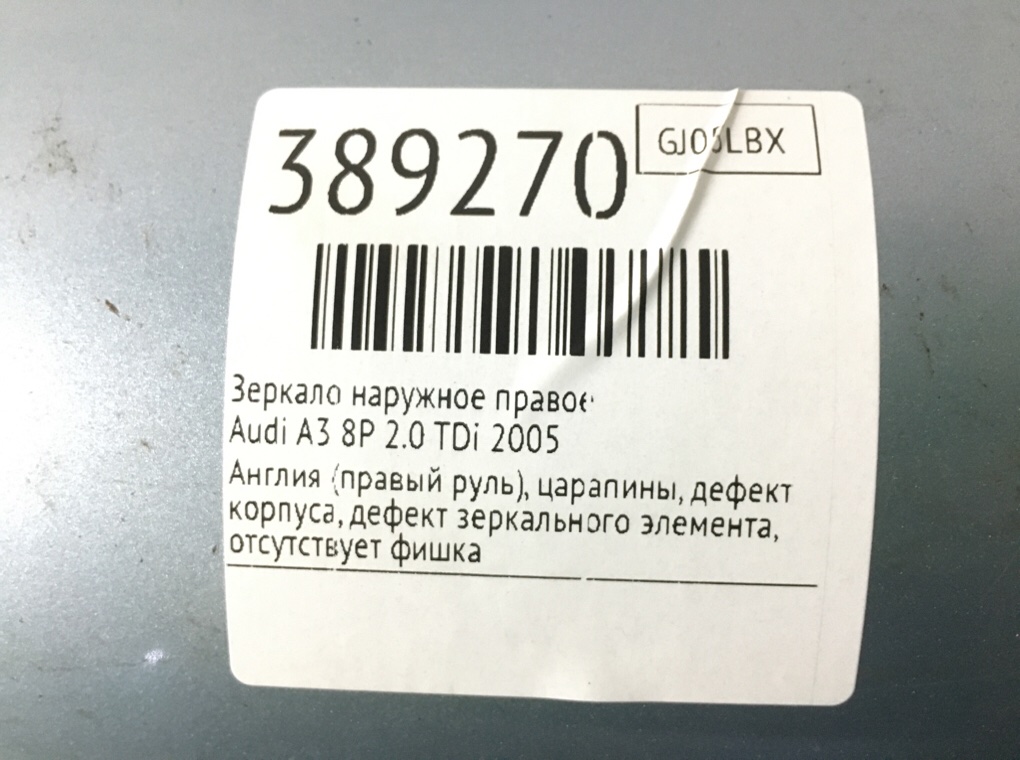 389270
GJ05LBX
Зеркало наружное правое
Audi A3 8P 2.0 TDi 2005
Англия (правый руль), царапины, дефект
корпуса, дефект зеркального элемента,
отсутствует фишка